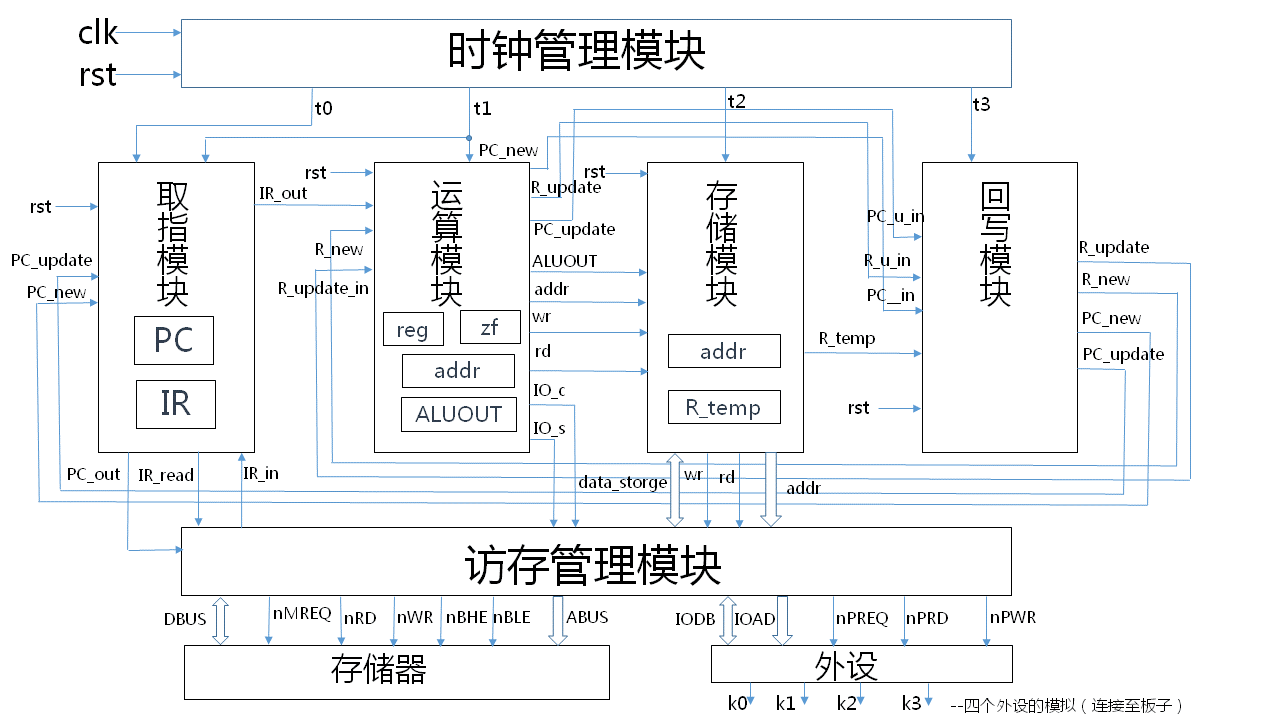 clk
rst
时钟管理模块
t0
t1
t2
t3
PC_new
rst
rst
R_update
IR_out
rst
取指模块
运算模块
存储模块
回写模块
PC_u_in
PC_update
R_new
R_update
PC_update
ALUOUT
R_u_in
R_new
PC_new
R_update_in
addr
PC__in
wr
PC_new
reg
zf
rd
R_temp
PC_update
PC
addr
addr
IR
IO_c
ALUOUT
R_temp
rst
IO_s
PC_out
IR_read
IR_in
data_storge
wr
rd
addr
访存管理模块
DBUS
nMREQ
nRD
nWR
nBHE
nBLE
ABUS
IODB
IOAD
nPREQ
nPRD
nPWR
存储器
外设
k0
k1
k2
k3
--四个外设的模拟（连接至板子）